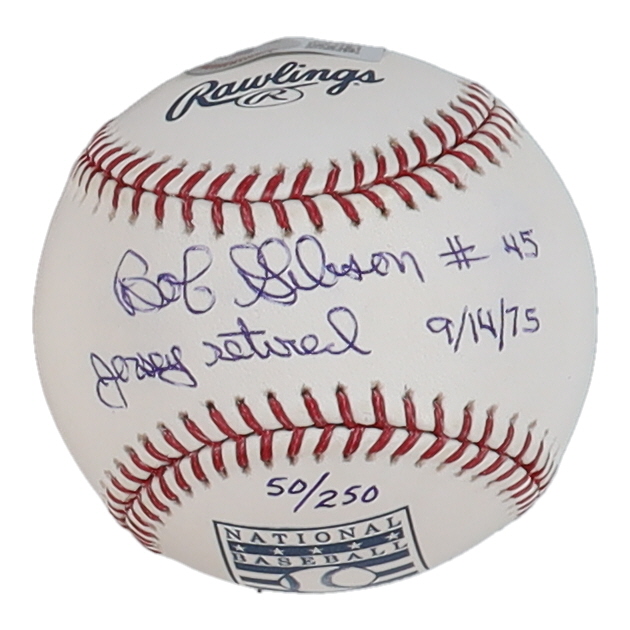 Rawlings
R
Bob Gibson # 45
Jersey retired 9/14/75
50/250
NATIONAL
BASEBALL